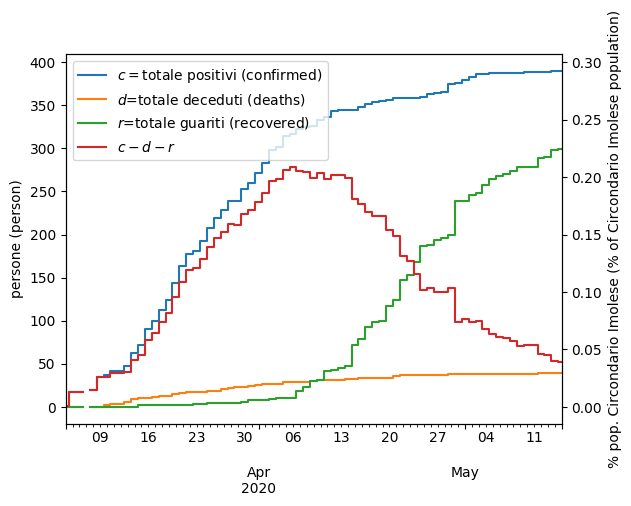 400
350
300
250
200
150
100
50
0
persone (person)
c = totale positivi (confirmed)
d=totale deceduti (deaths)
r=totale guariti (recovered)
c − d − r
0.30
0.25
0.20
0.15
0.10
0.05
0.00
% pop. Circondario Imolese (% of Circondario Imolese population)
09 16 23 30 06 13 20 27 04 11
Apr May
2020